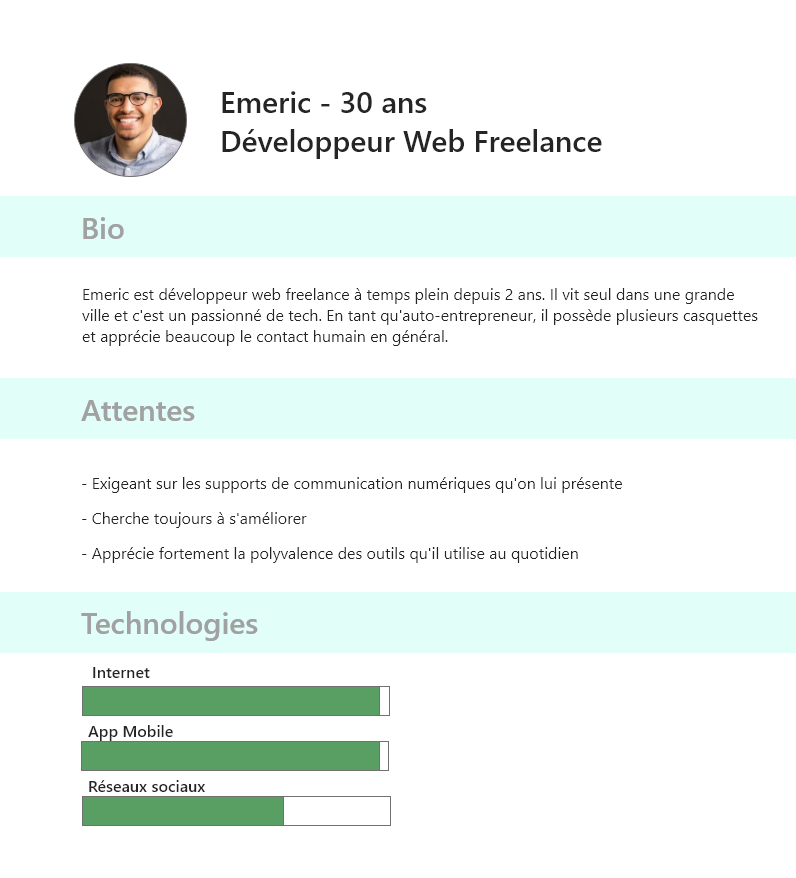 Emeric - 30 ans
Développeur Web Freelance
Bio
Emeric est développeur web freelance à temps plein depuis 2 ans. Il vit seul dans une grande
ville et c'est un passionné de tech. En tant qu'auto-entrepreneur, il possède plusieurs casquettes
et apprécie beaucoup le contact humain en général.
Attentes
- Exigeant sur les supports de communication numériques qu'on lui présente
- Cherche toujours à s'améliorer
- Apprécie fortement la polyvalence des outils qu'il utilise au quotidien
Technologies
Internet
App Mobile
Réseaux sociaux